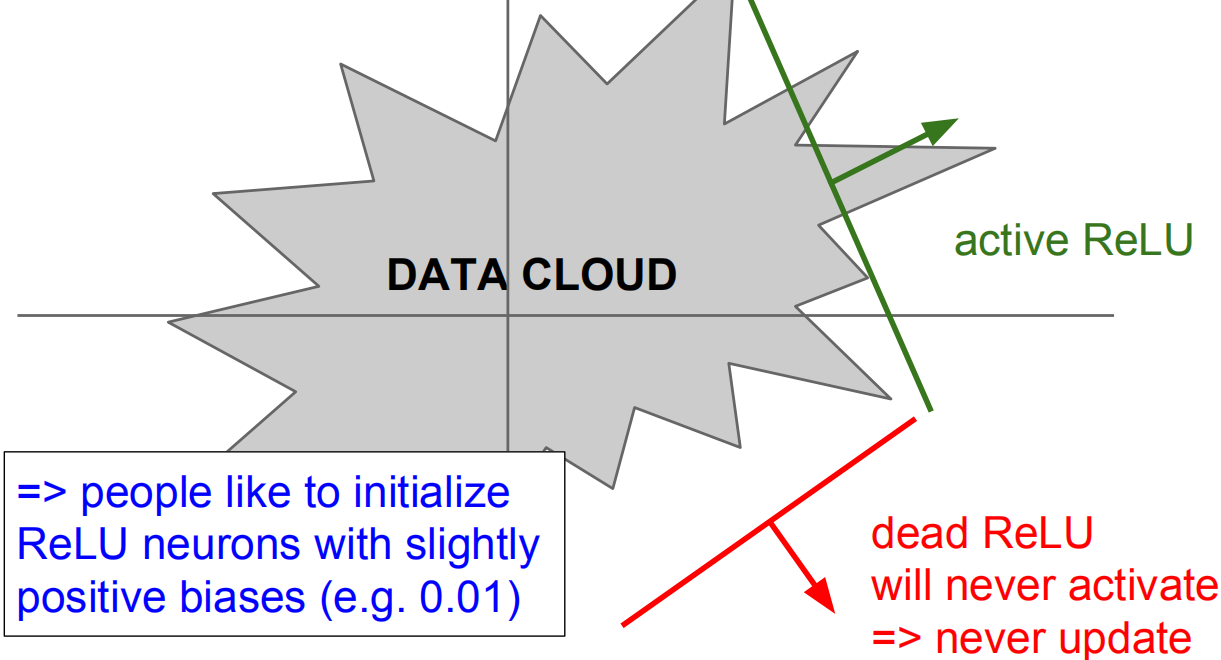 active ReLU
DATA CLOUD
=> people like to initialize
ReLU neurons with slightly
positive biases (e.g. 0.01)
dead ReLU
will never activate
=> never update